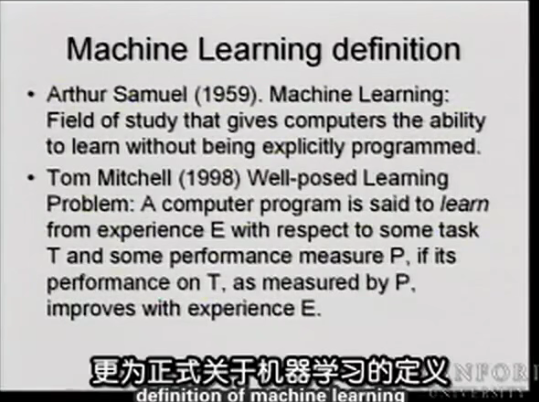 Machine Learning definition
• Arthur Samuel (1959). Machine Learning:
Field of study that gives computers the ability
to learn without being explicitly programmed.
• Tom Mitchell (1998) Well-posed Learning
Problem: A computer program is said to learn
from experience E with respect to some task
T and some performance measure P, if its
performance on T, as measured by P,
improves with experience E.
更为正式关于机器学习的定义
definition of machine learning
UNIVERSITY